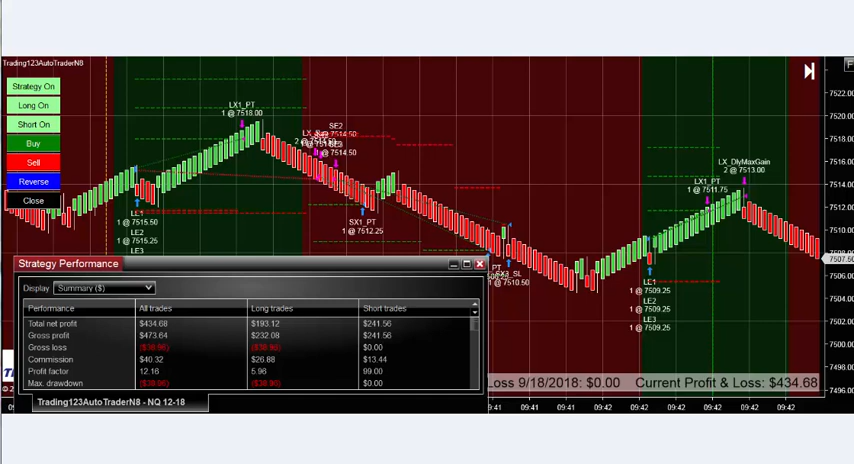 Trading123AutoTraderN8
Strategy On
Long On
Short On
Buy
Sell
Reverse
Close
LX1_PT
1 @ 7518.00
SE2
1 @ 7514.50
SX1_PT
1 @ 7512.25
LE1
1 @ 7515.50
LE2
1 @ 7515.25
LE3
PT
LX_DlyMaxGain
2 @ 7513.00
LX1_PT
1 @ 7511.75
LE1
1 @ 7509.25
LE2
1 @ 7509.25
LE3
1 @ 7509.25
F
7522.00
7520.00
7518.00
7516.00
7514.00
7512.00
7510.00
7507.50
7506.00
7504.00
7502.00
7500.00
7498.00
7496.00
Strategy Performance
Display Summary ($)
Performance All trades Long trades Short trades
Total net profit $434.68 $193.12 $241.56
Gross profit $473.64 $232.08 $241.56
Gross loss ($38.96) ($38.96) $0.00
Commission $40.32 $26.88 $13.44
Profit factor 12.16 5.96 99.00
Max. drawdown ($38.96) ($38.96) $0.00
Trading123AutoTraderN8 - NQ 12-18
Loss 9/18/2018: $0.00 Current Profit & Loss: $434.68
09:41 09:41 09:42 09:42 09:42 09:42 09:42